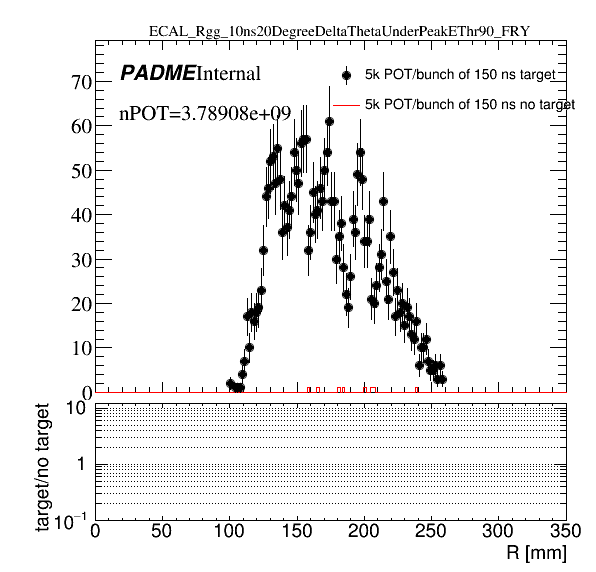 ECAL_Rgg_10ns20DegreeDeltaThetaUnderPeakEThr90_FRY
PADME Internal
nPOT=3.78908e+09
5k POT/bunch of 150 ns target
5k POT/bunch of 150 ns no target
70
60
50
40
30
20
10
0
target/no target
10
1
10−1
0 50 100 150 200 250 300 350
R [mm]